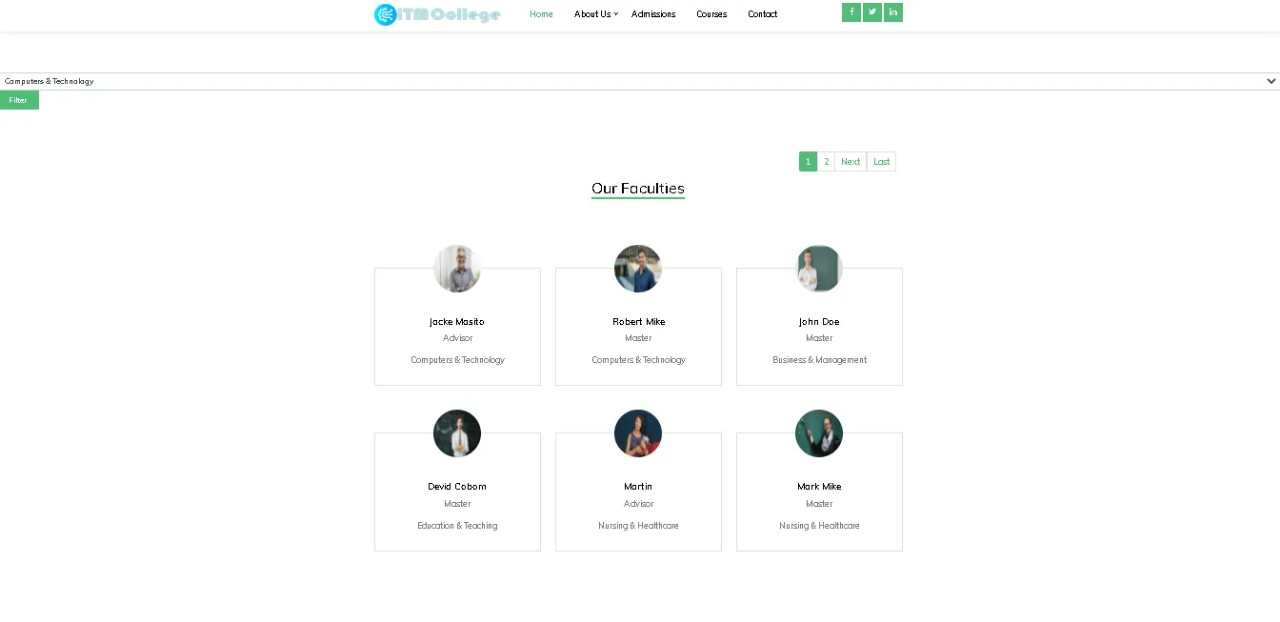 ITM College
Home About Us Admissions Courses Contact
Computers & Technology
Filter
1 2 Next Last
Our Faculties
Jacke Masito
Advisor
Computers & Technology
Robert Mike
Master
Computers & Technology
John Doe
Master
Business & Management
Devid Cobom
Master
Education & Teaching
Martin
Advisor
Nursing & Healthcare
Mark Mike
Master
Nursing & Healthcare